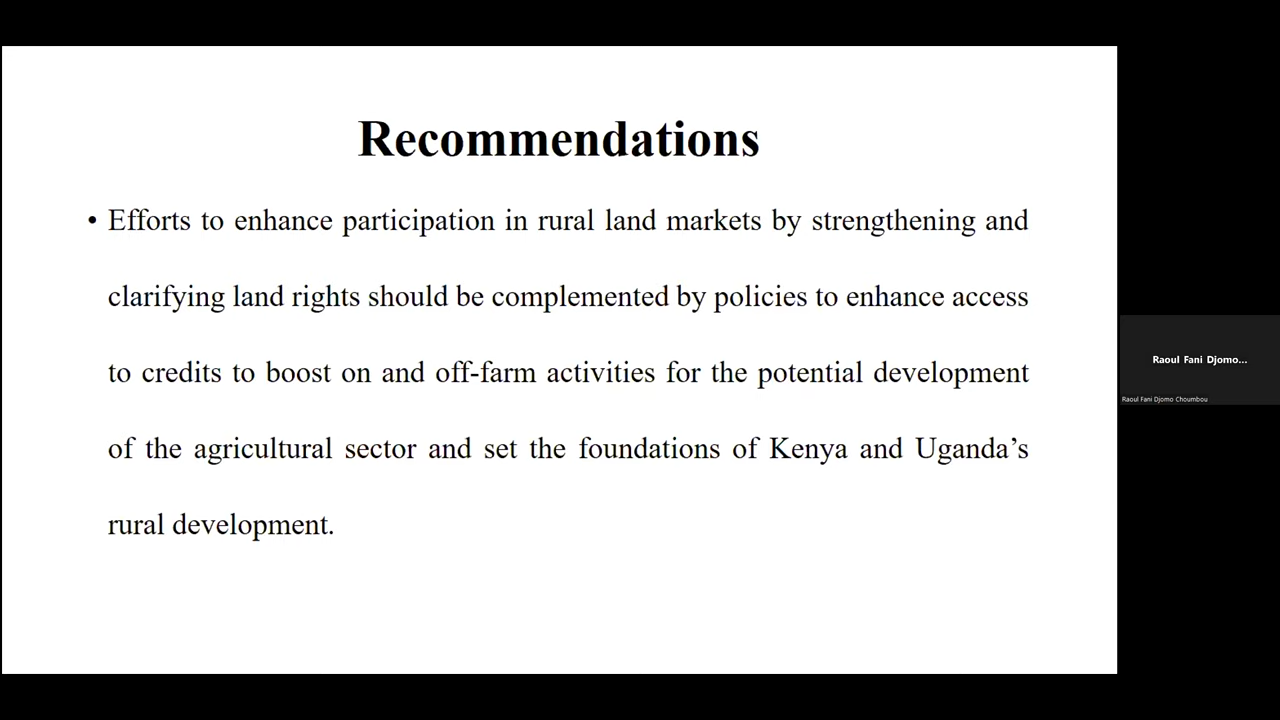 Recommendations
• Efforts to enhance participation in rural land markets by strengthening and
clarifying land rights should be complemented by policies to enhance access
to credits to boost on and off-farm activities for the potential development
of the agricultural sector and set the foundations of Kenya and Uganda’s
rural development.
Raoul Fani Djomo...
Raoul Fani Djomo Choumbou